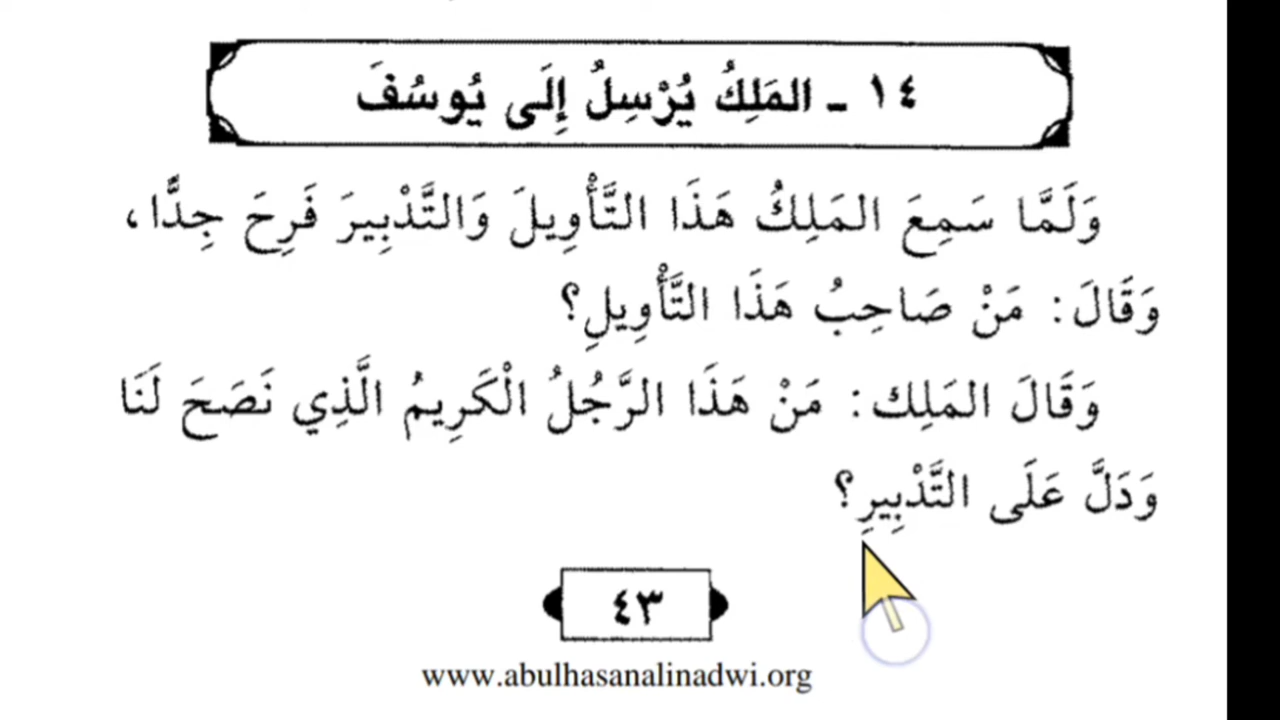 ١٤ - المَلِكُ يُرْسِلُ إِلَى يُوسُفَ
وَلَمَّا سَمِعَ المَلِكُ هَذَا التَّأْوِيلَ وَالتَّدْبِيرَ فَرِحَ جِدًّا،
وَقَالَ: مَنْ صَاحِبُ هَذَا التَّأْوِيلِ؟
وَقَالَ المَلِك: مَنْ هَذَا الرَّجُلُ الْكَرِيمُ الَّذِي نَصَحَ لَنَا
وَدَلَّ عَلَى التَّدْبِيرِ؟
٤٣
www.abulhasanalinadwi.org